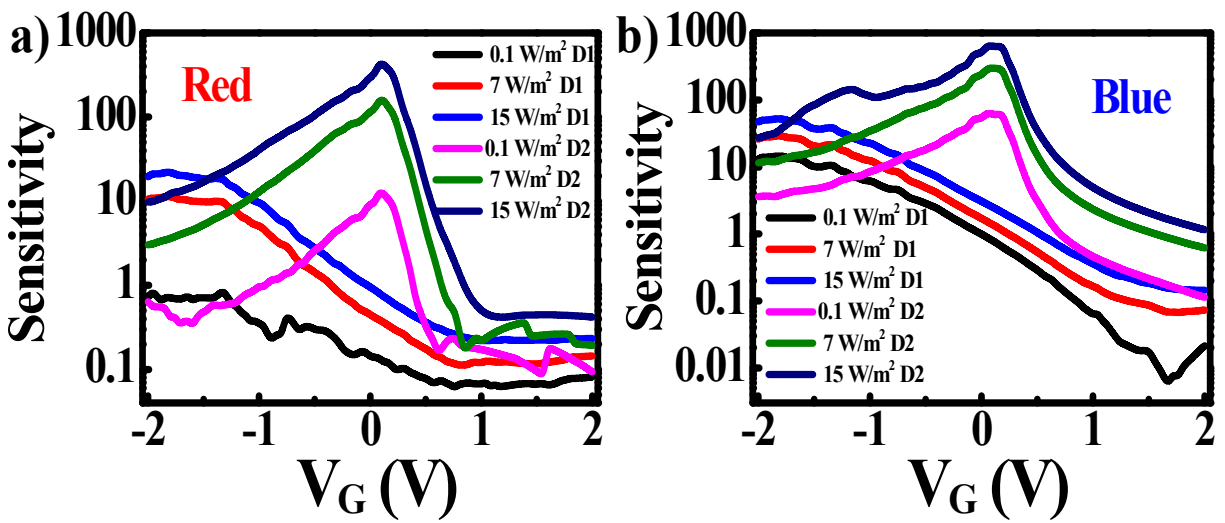 a)
Red
Sensitivity
1000
100
10
1
0.1
0.1 W/m² D1
7 W/m² D1
15 W/m² D1
0.1 W/m² D2
7 W/m² D2
15 W/m² D2
-2 -1 0 1 2
V_G (V)
b)
Blue
Sensitivity
1000
100
10
1
0.1
0.01
0.1 W/m² D1
7 W/m² D1
15 W/m² D1
0.1 W/m² D2
7 W/m² D2
15 W/m² D2
-2 -1 0 1 2
V_G (V)